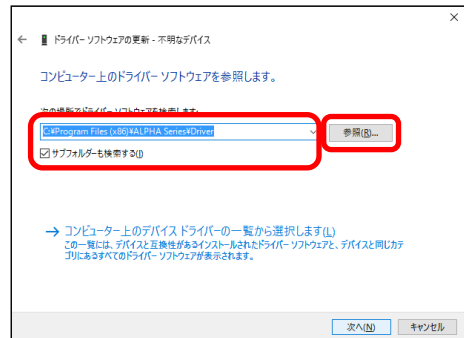 ドライバー ソフトウェアの更新 - 不明なデバイス
コンピューター上のドライバー ソフトウェアを参照します。
次の場所でドライバー ソフトウェアを検索します:
C:¥Program Files (x86)¥ALPHA Series¥Driver
参照(R)...
サブフォルダーも検索する(I)
→ コンピューター上のデバイス ドライバーの一覧から選択します(L)
この一覧には、デバイスと互換性があるインストールされたドライバー ソフトウェアと、デバイスと同じカテ
ゴリにあるすべてのドライバー ソフトウェアが表示されます。
次へ(N)
キャンセル